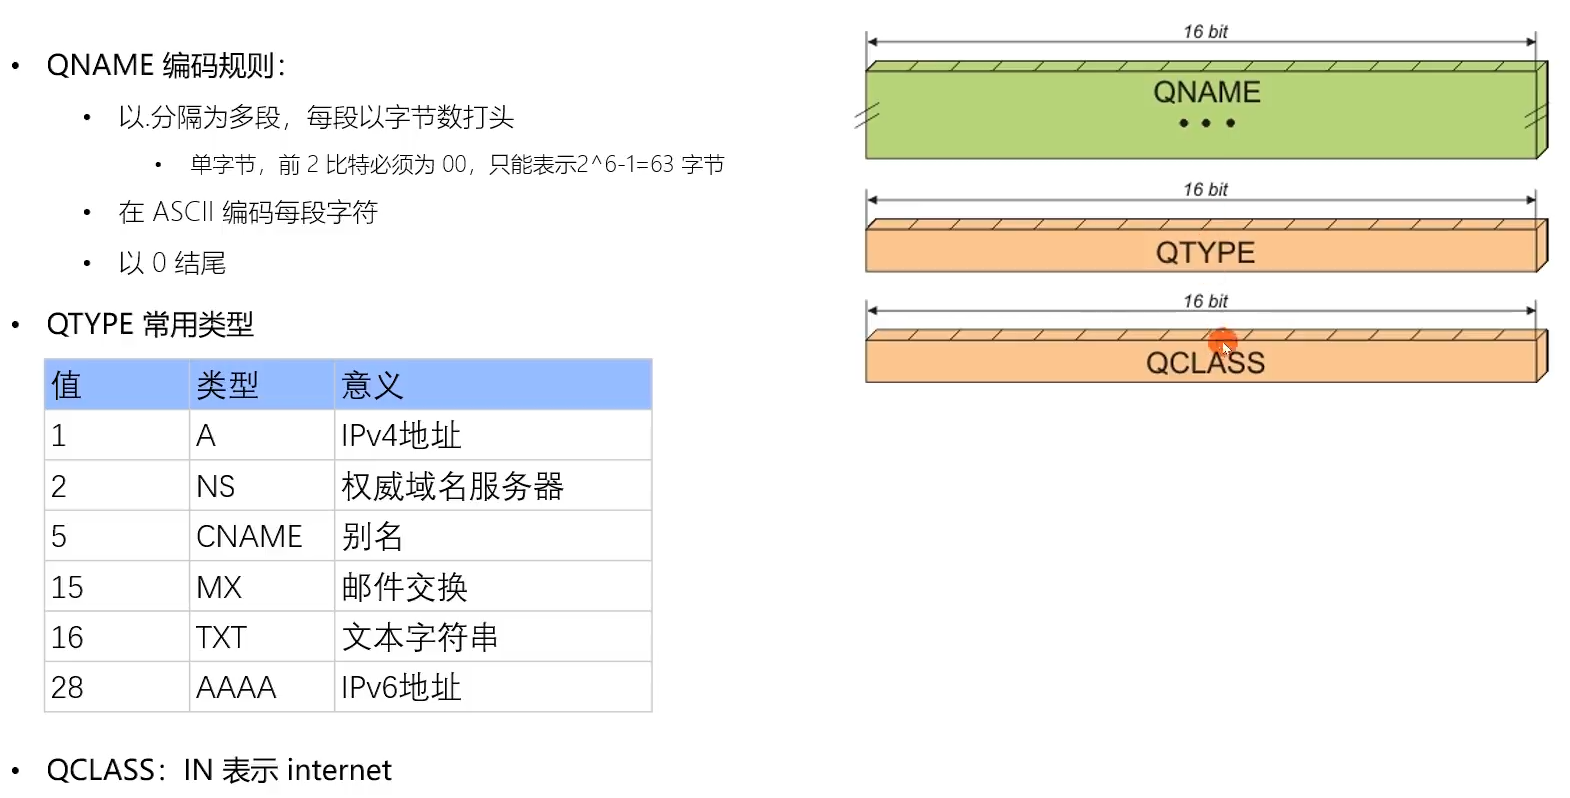 • QNAME 编码规则：
• 以.分隔为多段，每段以字节数打头
• 单字节，前 2 比特必须为 00，只能表示2^6-1=63 字节
• 在 ASCII 编码每段字符
• 以 0 结尾
• QTYPE 常用类型
值 类型 意义
1 A IPv4地址
2 NS 权威域名服务器
5 CNAME 别名
15 MX 邮件交换
16 TXT 文本字符串
28 AAAA IPv6地址
• QCLASS：IN 表示 internet
16 bit
QNAME
• • •
16 bit
QTYPE
16 bit
QCLASS